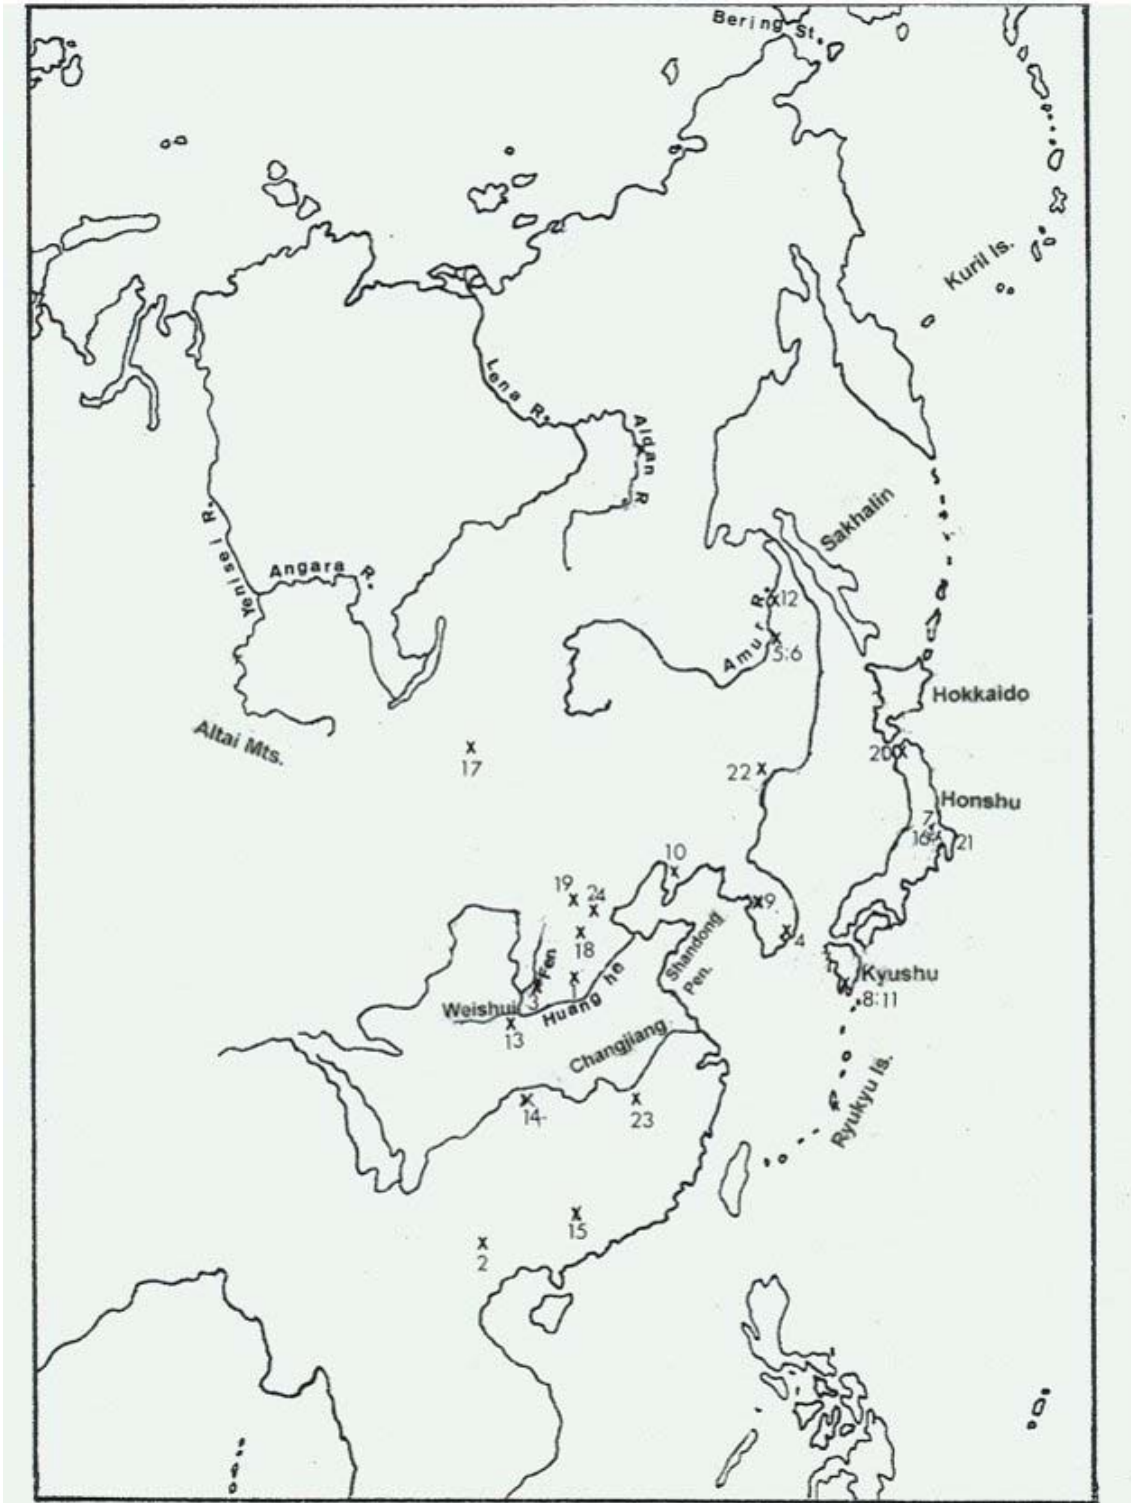 Bering St.
Kuril Is.
Lena R.
Aldan R
Sakhalin
Yenisei R.
Angara R.
12
Amur R.
5:6
Hokkaido
Altai Mts.
17
20
22
Honshu
7
16
21
10
19
24
9
18
4
Shandong
Pen.
Fen
Kyushu
1
3
8:11
Weishui
Huang he
13
Changjiang
14
23
Ryukyu Is.
15
2